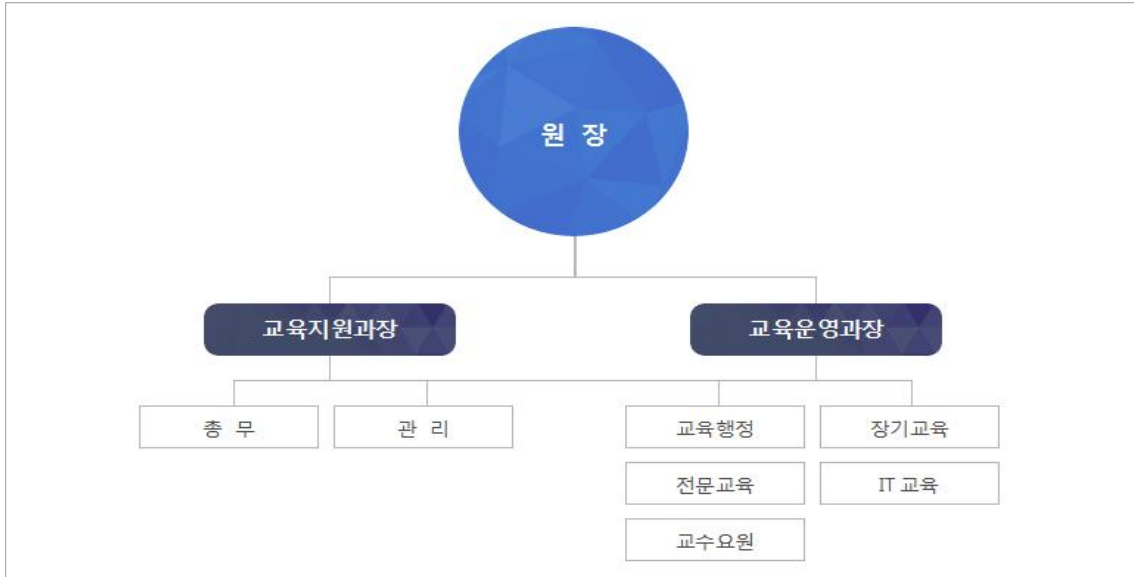 원 장
교육지원과장
교육운영과장
총 무
관 리
교육행정
장기교육
전문교육
IT 교육
교수요원